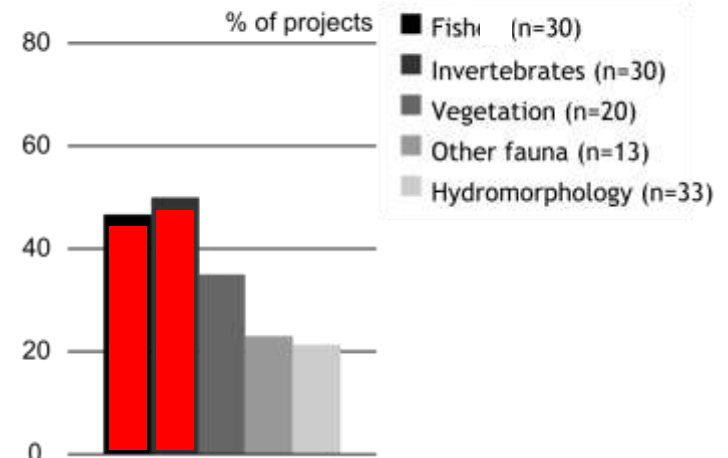 % of projects
80
60
40
20
0
(n=30)
Invertebrates (n=30)
Vegetation (n=20)
Other fauna (n=13)
Hydromorphology (n=33)